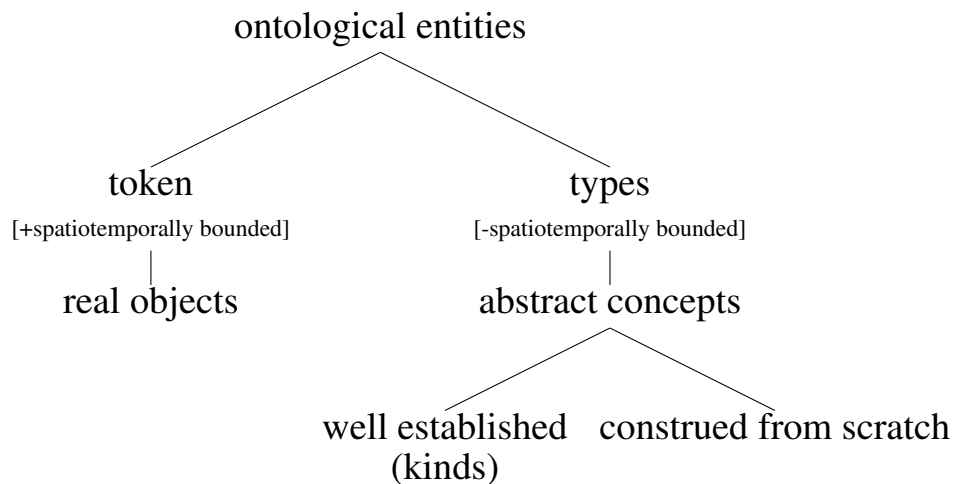 ontological entities
token types
[+spatiotemporally bounded] [-spatiotemporally bounded]
real objects abstract concepts
well established construed from scratch
(kinds)